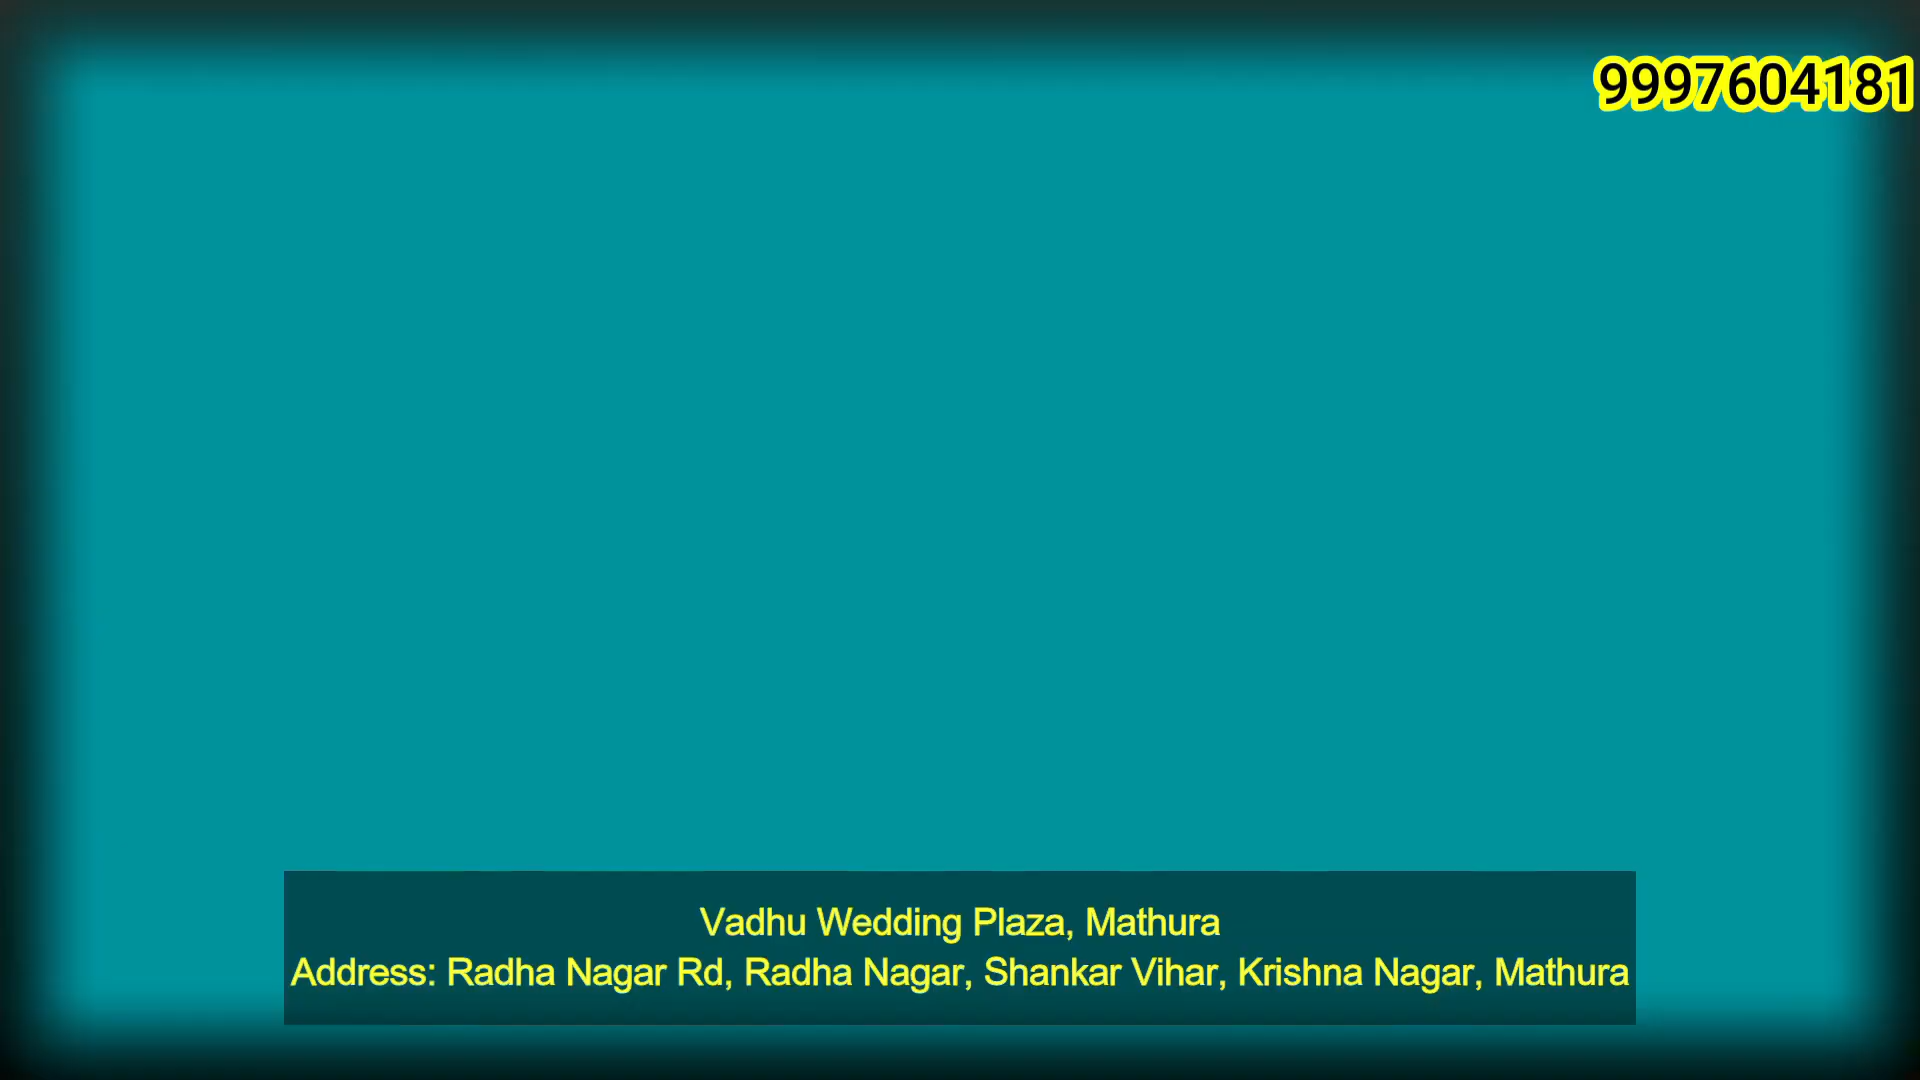 9997604181
Vadhu Wedding Plaza, Mathura
Address: Radha Nagar Rd, Radha Nagar, Shankar Vihar, Krishna Nagar, Mathura